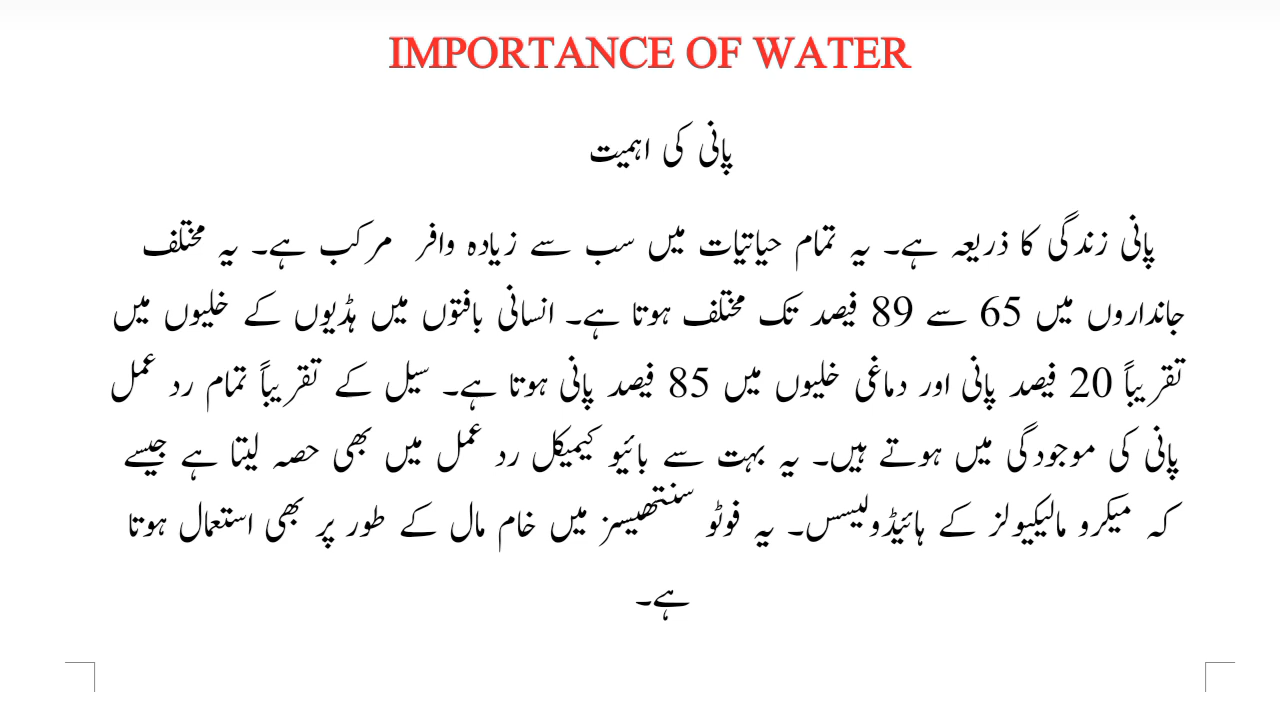 IMPORTANCE OF WATER
پانی کی اہمیت
پانی زندگی کا ذریعہ ہے۔ یہ تمام حیاتیات میں سب سے زیادہ وافر مرکب ہے۔ یہ مختلف
جانداروں میں 65 سے 89 فیصد تک مختلف ہوتا ہے۔ انسانی بافتوں میں ہڈیوں کے خلیوں میں
تقریباً 20 فیصد پانی اور دماغی خلیوں میں 85 فیصد پانی ہوتا ہے۔ سیل کے تقریباً تمام رد عمل
پانی کی موجودگی میں ہوتے ہیں۔ یہ بہت سے بائیو کیمیکل رد عمل میں بھی حصہ لیتا ہے جیسے
کہ میکرو مالیکیولز کے ہائیڈولیسس۔ یہ فوٹو سنتھیسز میں خام مال کے طور پر بھی استعمال ہوتا
ہے۔